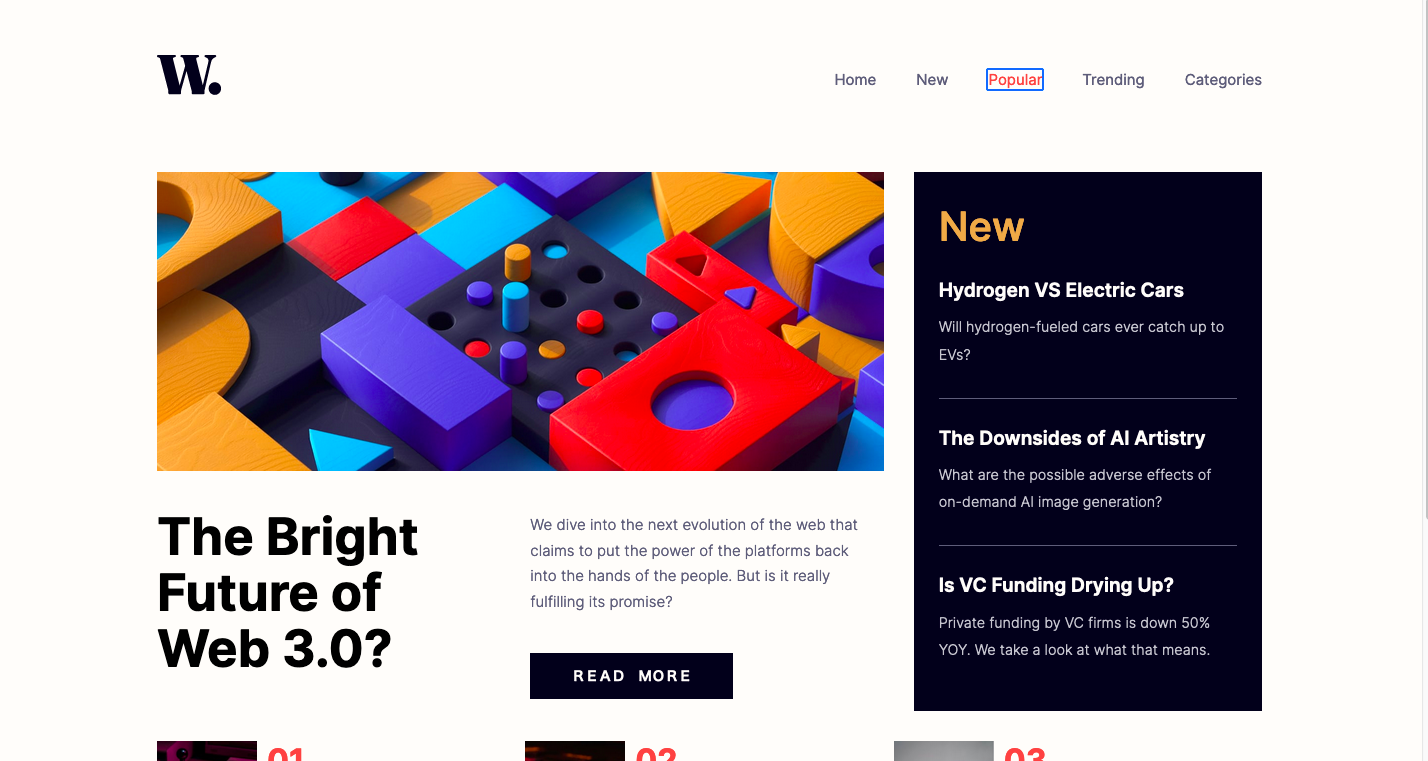 W.
Home New Popular Trending Categories
New
Hydrogen VS Electric Cars
Will hydrogen-fueled cars ever catch up to
EVs?
The Downsides of AI Artistry
What are the possible adverse effects of
on-demand AI image generation?
Is VC Funding Drying Up?
Private funding by VC firms is down 50%
YOY. We take a look at what that means.
The Bright
Future of
Web 3.0?
We dive into the next evolution of the web that
claims to put the power of the platforms back
into the hands of the people. But is it really
fulfilling its promise?
READ MORE
01
02
03